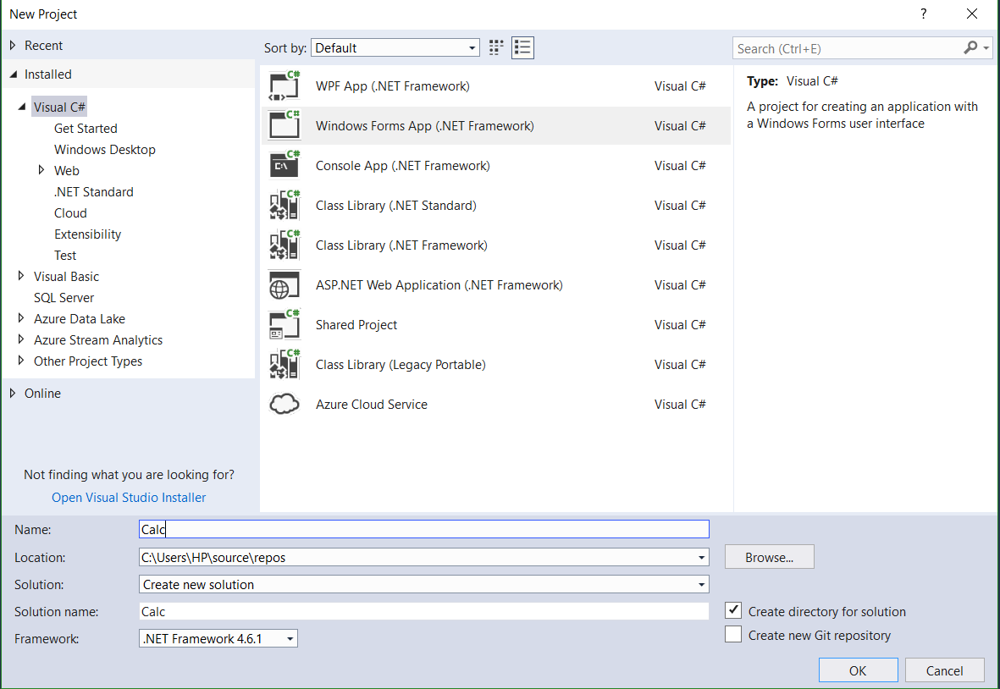 New Project
?
Recent
Installed
Visual C#
Get Started
Windows Desktop
Web
.NET Standard
Cloud
Extensibility
Test
Visual Basic
SQL Server
Azure Data Lake
Azure Stream Analytics
Other Project Types
Online
Not finding what you are looking for?
Open Visual Studio Installer
Sort by: Default
Search (Ctrl+E)
C# WPF App (.NET Framework) Visual C#
C# Windows Forms App (.NET Framework) Visual C#
C# C:\ Console App (.NET Framework) Visual C#
C# Class Library (.NET Standard) Visual C#
C# Class Library (.NET Framework) Visual C#
ASP.NET Web Application (.NET Framework) Visual C#
C# Shared Project Visual C#
C# Class Library (Legacy Portable) Visual C#
Azure Cloud Service Visual C#
Type: Visual C#
A project for creating an application with
a Windows Forms user interface
Name: Calc
Location: C:\Users\HP\source\repos
Browse...
Solution: Create new solution
Solution name: Calc
Create directory for solution
Framework: .NET Framework 4.6.1
Create new Git repository
OK Cancel